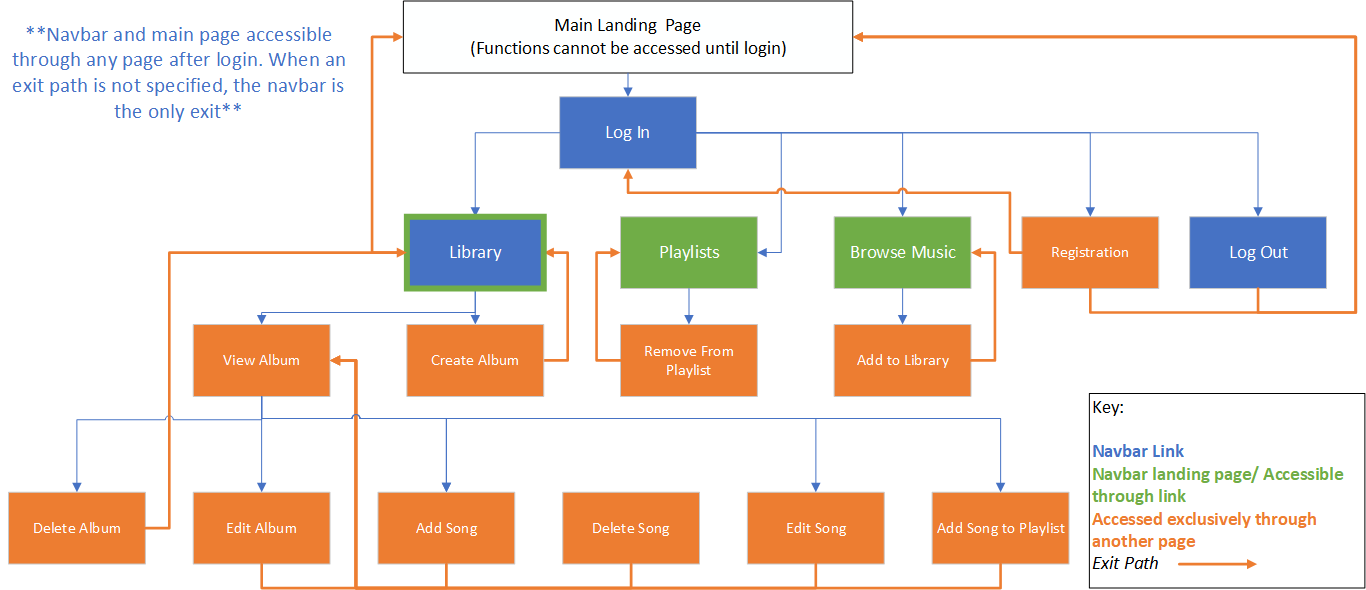 **Navbar and main page accessible
through any page after login. When an
exit path is not specified, the navbar is
the only exit**
Main Landing Page
(Functions cannot be accessed until login)
Log In
Library
Playlists
Browse Music
Registration
Log Out
View Album
Create Album
Remove From
Playlist
Add to Library
Delete Album
Edit Album
Add Song
Delete Song
Edit Song
Add Song to Playlist
Key:
Navbar Link
Navbar landing page/ Accessible
through link
Accessed exclusively through
another page
Exit Path